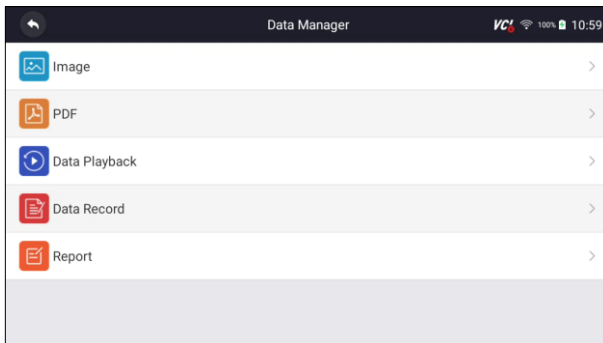 Data Manager VCI 100% 10:59
Image
PDF
Data Playback
Data Record
Report